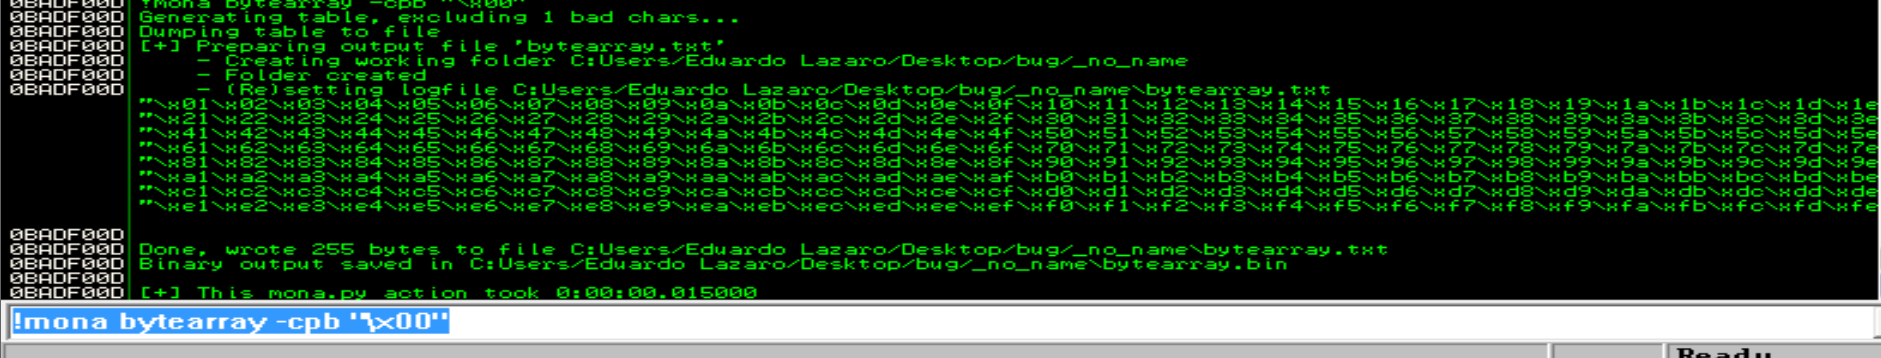 0BADF00D !mona bytearray -cpb "\x00"
0BADF00D Generating table, excluding 1 bad chars...
0BADF00D Dumping table to file
0BADF00D [+] Preparing output file 'bytearray.txt'
0BADF00D - Creating working folder C:Users/Eduardo Lazaro/Desktop/bug/_no_name
0BADF00D - Folder created
0BADF00D - (Re)setting logfile C:Users/Eduardo Lazaro/Desktop/bug/_no_name\bytearray.txt
"\x01\x02\x03\x04\x05\x06\x07\x08\x09\x0a\x0b\x0c\x0d\x0e\x0f\x10\x11\x12\x13\x14\x15\x16\x17\x18\x19\x1a\x1b\x1c\x1d\x1e
"\x21\x22\x23\x24\x25\x26\x27\x28\x29\x2a\x2b\x2c\x2d\x2e\x2f\x30\x31\x32\x33\x34\x35\x36\x37\x38\x39\x3a\x3b\x3c\x3d\x3e
"\x41\x42\x43\x44\x45\x46\x47\x48\x49\x4a\x4b\x4c\x4d\x4e\x4f\x50\x51\x52\x53\x54\x55\x56\x57\x58\x59\x5a\x5b\x5c\x5d\x5e
"\x61\x62\x63\x64\x65\x66\x67\x68\x69\x6a\x6b\x6c\x6d\x6e\x6f\x70\x71\x72\x73\x74\x75\x76\x77\x78\x79\x7a\x7b\x7c\x7d\x7e
"\x81\x82\x83\x84\x85\x86\x87\x88\x89\x8a\x8b\x8c\x8d\x8e\x8f\x90\x91\x92\x93\x94\x95\x96\x97\x98\x99\x9a\x9b\x9c\x9d\x9e
"\xa1\xa2\xa3\xa4\xa5\xa6\xa7\xa8\xa9\xaa\xab\xac\xad\xae\xaf\xb0\xb1\xb2\xb3\xb4\xb5\xb6\xb7\xb8\xb9\xba\xbb\xbc\xbd\xbe
"\xc1\xc2\xc3\xc4\xc5\xc6\xc7\xc8\xc9\xca\xcb\xcc\xcd\xce\xcf\xd0\xd1\xd2\xd3\xd4\xd5\xd6\xd7\xd8\xd9\xda\xdb\xdc\xdd\xde
"\xe1\xe2\xe3\xe4\xe5\xe6\xe7\xe8\xe9\xea\xeb\xec\xed\xee\xef\xf0\xf1\xf2\xf3\xf4\xf5\xf6\xf7\xf8\xf9\xfa\xfb\xfc\xfd\xfe
0BADF00D
0BADF00D Done, wrote 255 bytes to file C:Users/Eduardo Lazaro/Desktop/bug/_no_name\bytearray.txt
0BADF00D Binary output saved in C:Users/Eduardo Lazaro/Desktop/bug/_no_name\bytearray.bin
0BADF00D
0BADF00D [+] This mona.py action took 0:00:00.015000
!mona bytearray -cpb "\x00"
Ready